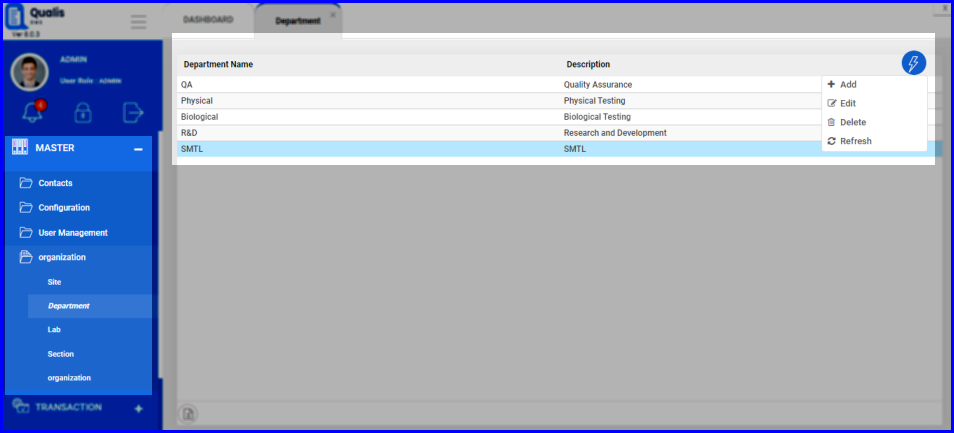 Qualis
Ver 8.0.3
DASHBOARD
Department
x
ADMIN
User Role : ADMIN
4
MASTER
Contacts
Configuration
User Management
organization
Site
Department
Lab
Section
organization
TRANSACTION
Department Name Description
QA Quality Assurance
Physical Physical Testing
Biological Biological Testing
R&D Research and Development
SMTL SMTL
Add
Edit
Delete
Refresh